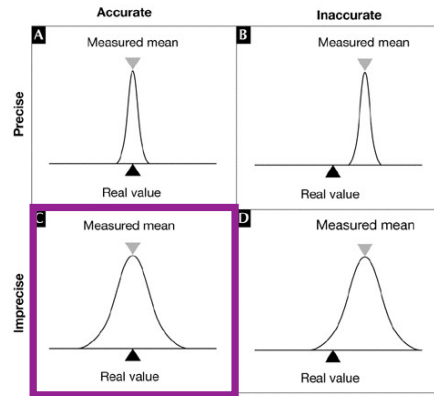 Accurate
Inaccurate
A
Measured mean
B
Measured mean
Precise
Real value
Real value
C
Measured mean
D
Measured mean
Imprecise
Real value
Real value